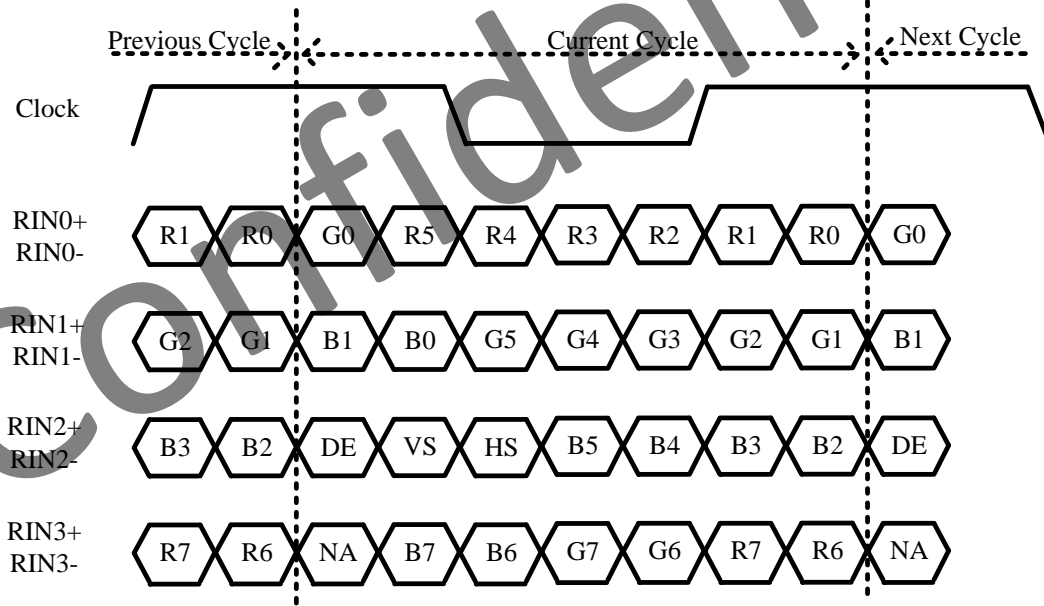 Previous Cycle Current Cycle Next Cycle
Clock
RIN0+
RIN0-
R1 R0 G0 R5 R4 R3 R2 R1 R0 G0
RIN1+
RIN1-
G2 G1 B1 B0 G5 G4 G3 G2 G1 B1
RIN2+
RIN2-
B3 B2 DE VS HS B5 B4 B3 B2 DE
RIN3+
RIN3-
R7 R6 NA B7 B6 G7 G6 R7 R6 NA
Confiden